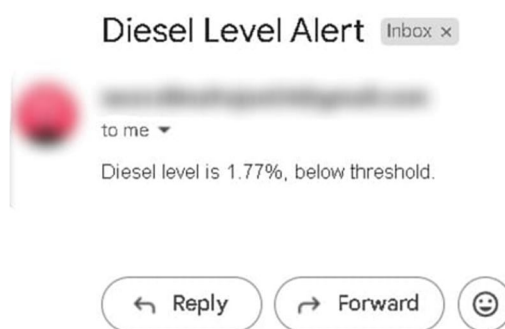 Diesel Level Alert Inbox ×
to me
Diesel level is 1.77%, below threshold.
Reply Forward